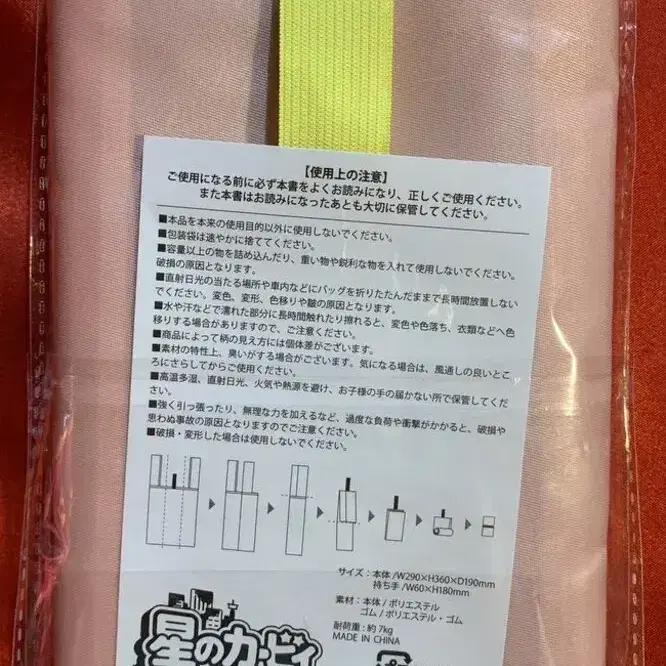 【使用上の注意】
ご使用になる前に必ず本書をよくお読みになり、正しくご使用ください。
また本書はお読みになったあとも大切に保管してください。
■本品を本来の使用目的以外に使用しないでください。
■包装袋は速やかに捨ててください。
■容量以上の物を詰め込んだり、重い物や鋭利な物を入れて使用しないでください。
破損の原因となります。
■直射日光の当たる場所や車内などにバッグを折りたたんだままで長時間放置しない
でください。変色、変形、色移りや皺の原因となります。
■水や汗などで濡れた部分に長時間触れたり擦れると、変色や色落ち、衣類などへ色
移りする場合がありますので、ご注意ください。
■商品によって柄の見え方には個体差がございます。
■素材の特性上、臭いがする場合がございます。気になる場合は、風通しの良いとこ
ろにさらしてからご使用ください。
■高温多湿、直射日光、火気や熱源を避け、お子様の手の届かない所で保管してくだ
さい。
■強く引っ張ったり、無理な力を加えるなど、過度な負荷や衝撃がかかると、破損や
思わぬ事故の原因となりますのでご注意ください。
■破損・変形した場合は使用しないでください。
サイズ：本体/W290×H360×D190mm
持ち手/W60×H180mm
素材：本体/ポリエステル
ゴム/ポリエステル・ゴム
耐荷重：約7kg
MADE IN CHINA
星のカービィ